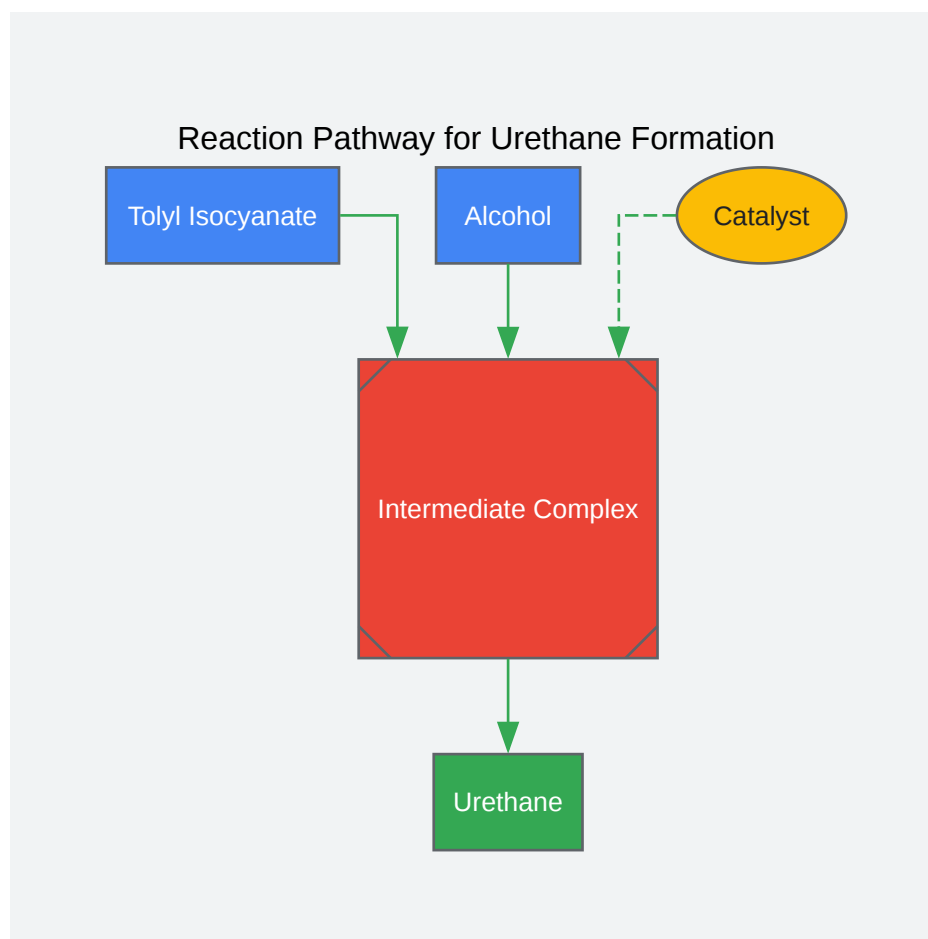 Reaction Pathway for Urethane Formation
Tolyl Isocyanate
Alcohol
Catalyst
Intermediate Complex
Urethane